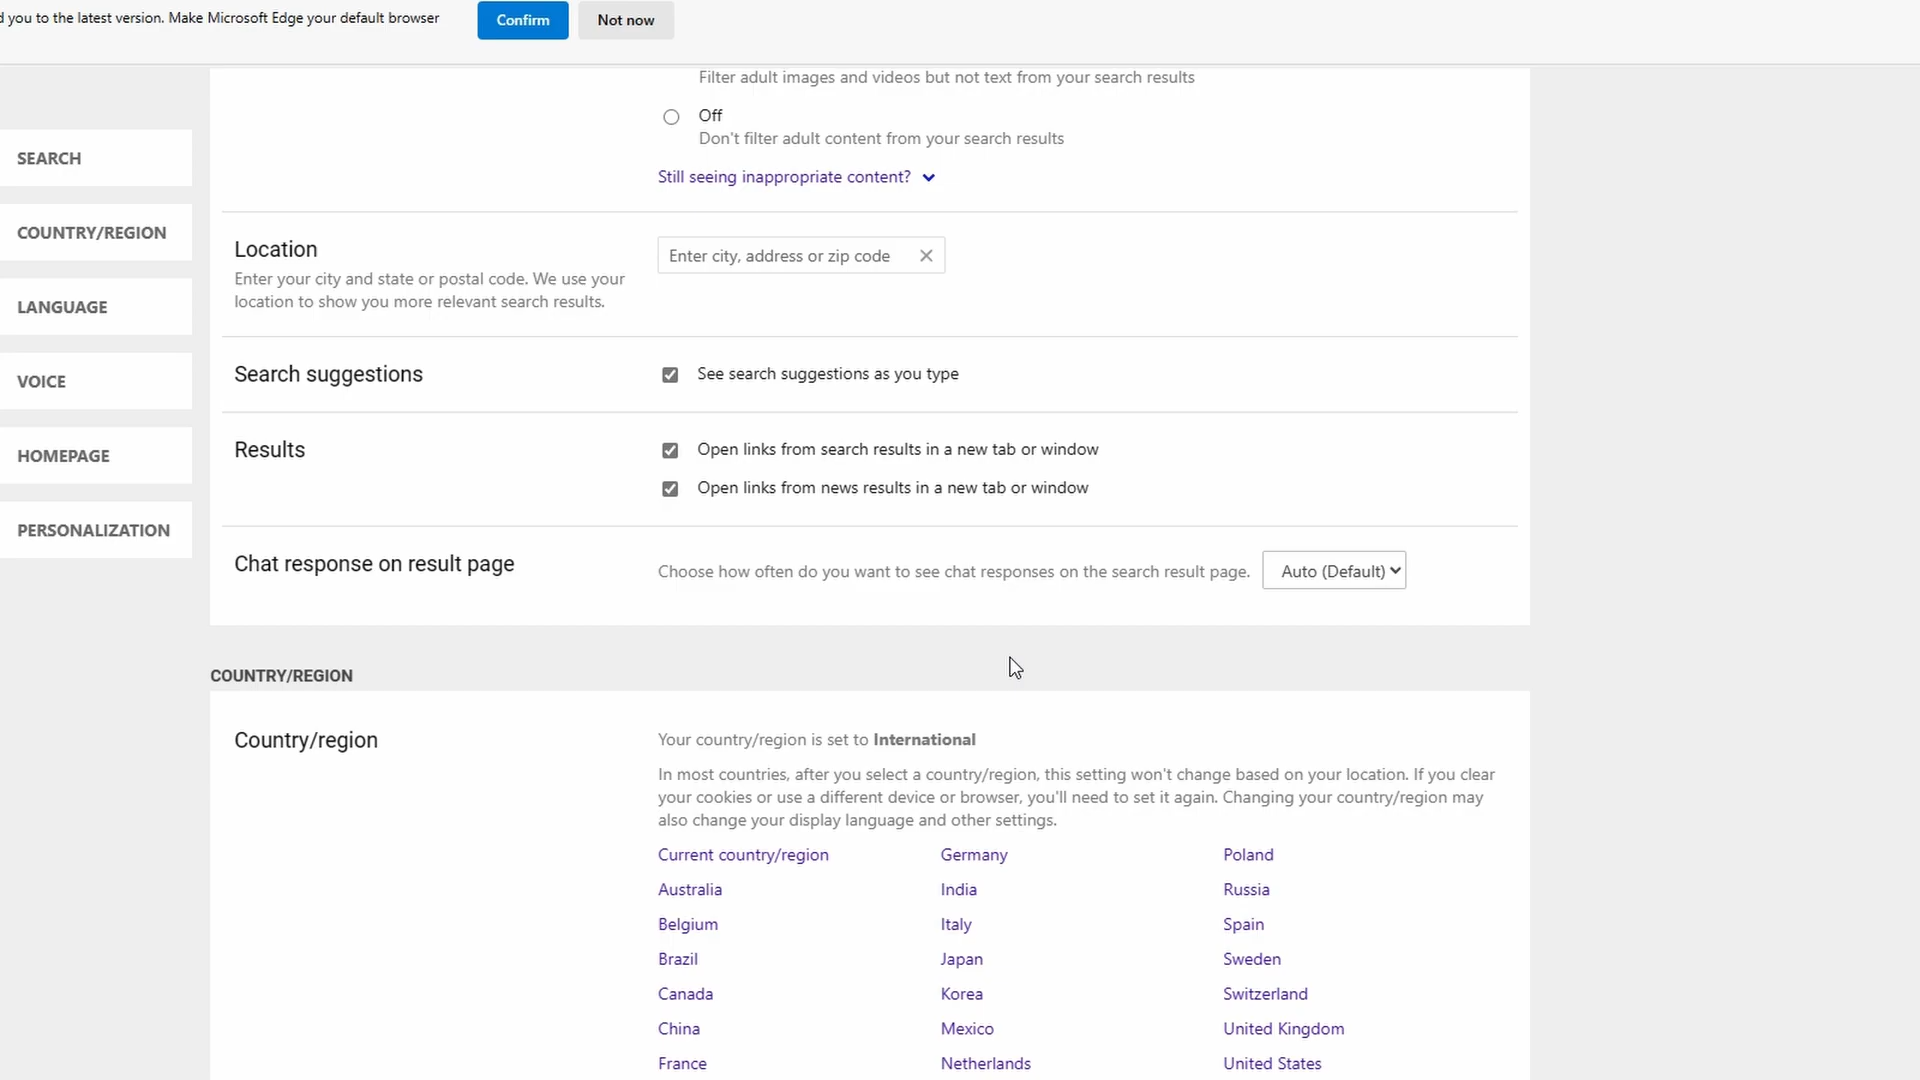 d you to the latest version. Make Microsoft Edge your default browser
Confirm
Not now
Filter adult images and videos but not text from your search results
Off
Don't filter adult content from your search results
Still seeing inappropriate content?
SEARCH
COUNTRY/REGION
LANGUAGE
VOICE
HOMEPAGE
PERSONALIZATION
Location
Enter your city and state or postal code. We use your
location to show you more relevant search results.
Enter city, address or zip code
Search suggestions
See search suggestions as you type
Results
Open links from search results in a new tab or window
Open links from news results in a new tab or window
Chat response on result page
Choose how often do you want to see chat responses on the search result page.
Auto (Default)
COUNTRY/REGION
Country/region
Your country/region is set to International
In most countries, after you select a country/region, this setting won't change based on your location. If you clear
your cookies or use a different device or browser, you'll need to set it again. Changing your country/region may
also change your display language and other settings.
Current country/region
Germany
Poland
Australia
India
Russia
Belgium
Italy
Spain
Brazil
Japan
Sweden
Canada
Korea
Switzerland
China
Mexico
United Kingdom
France
Netherlands
United States